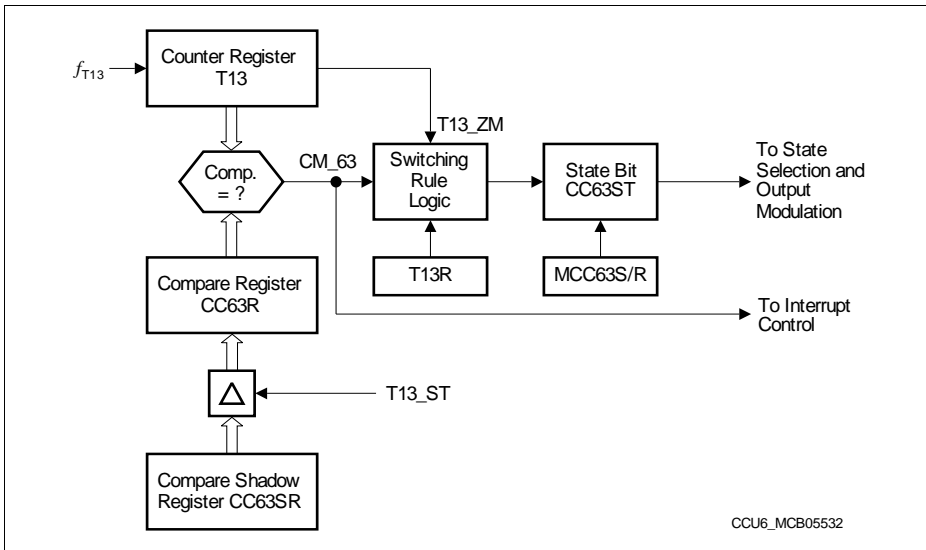 Counter Register
T13
fT13
T13_ZM
Comp.
= ?
CM_63
Switching
Rule
Logic
State Bit
CC63ST
To State
Selection and
Output
Modulation
Compare Register
CC63R
T13R
MCC63S/R
To Interrupt
Control
T13_ST
Compare Shadow
Register CC63SR
CCU6_MCB05532